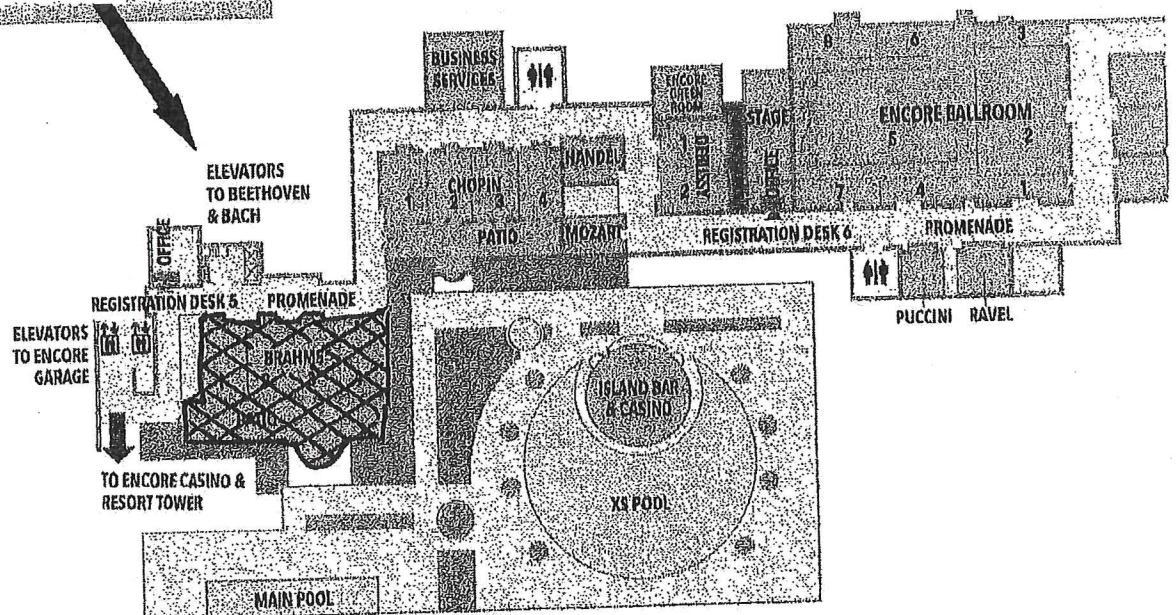 BUSINESS
SERVICES
ENCORE
GREEN
ROOM
STAGE
8
6
3
ENCORE BALLROOM
5
2
7
4
1
1
2
DEBUSSY
OFFICE
HANDEL
CHOPIN
1
2
3
4
PATIO
MOZART
REGISTRATION DESK 6
PROMENADE
PUCCINI
RAVEL
ELEVATORS
TO BEETHOVEN
& BACH
OFFICE
REGISTRATION DESK 5
PROMENADE
ELEVATORS
TO ENCORE
GARAGE
BRAHMS
PATIO
TO ENCORE CASINO &
RESORT TOWER
ISLAND BAR
& CASINO
XS POOL
MAIN POOL